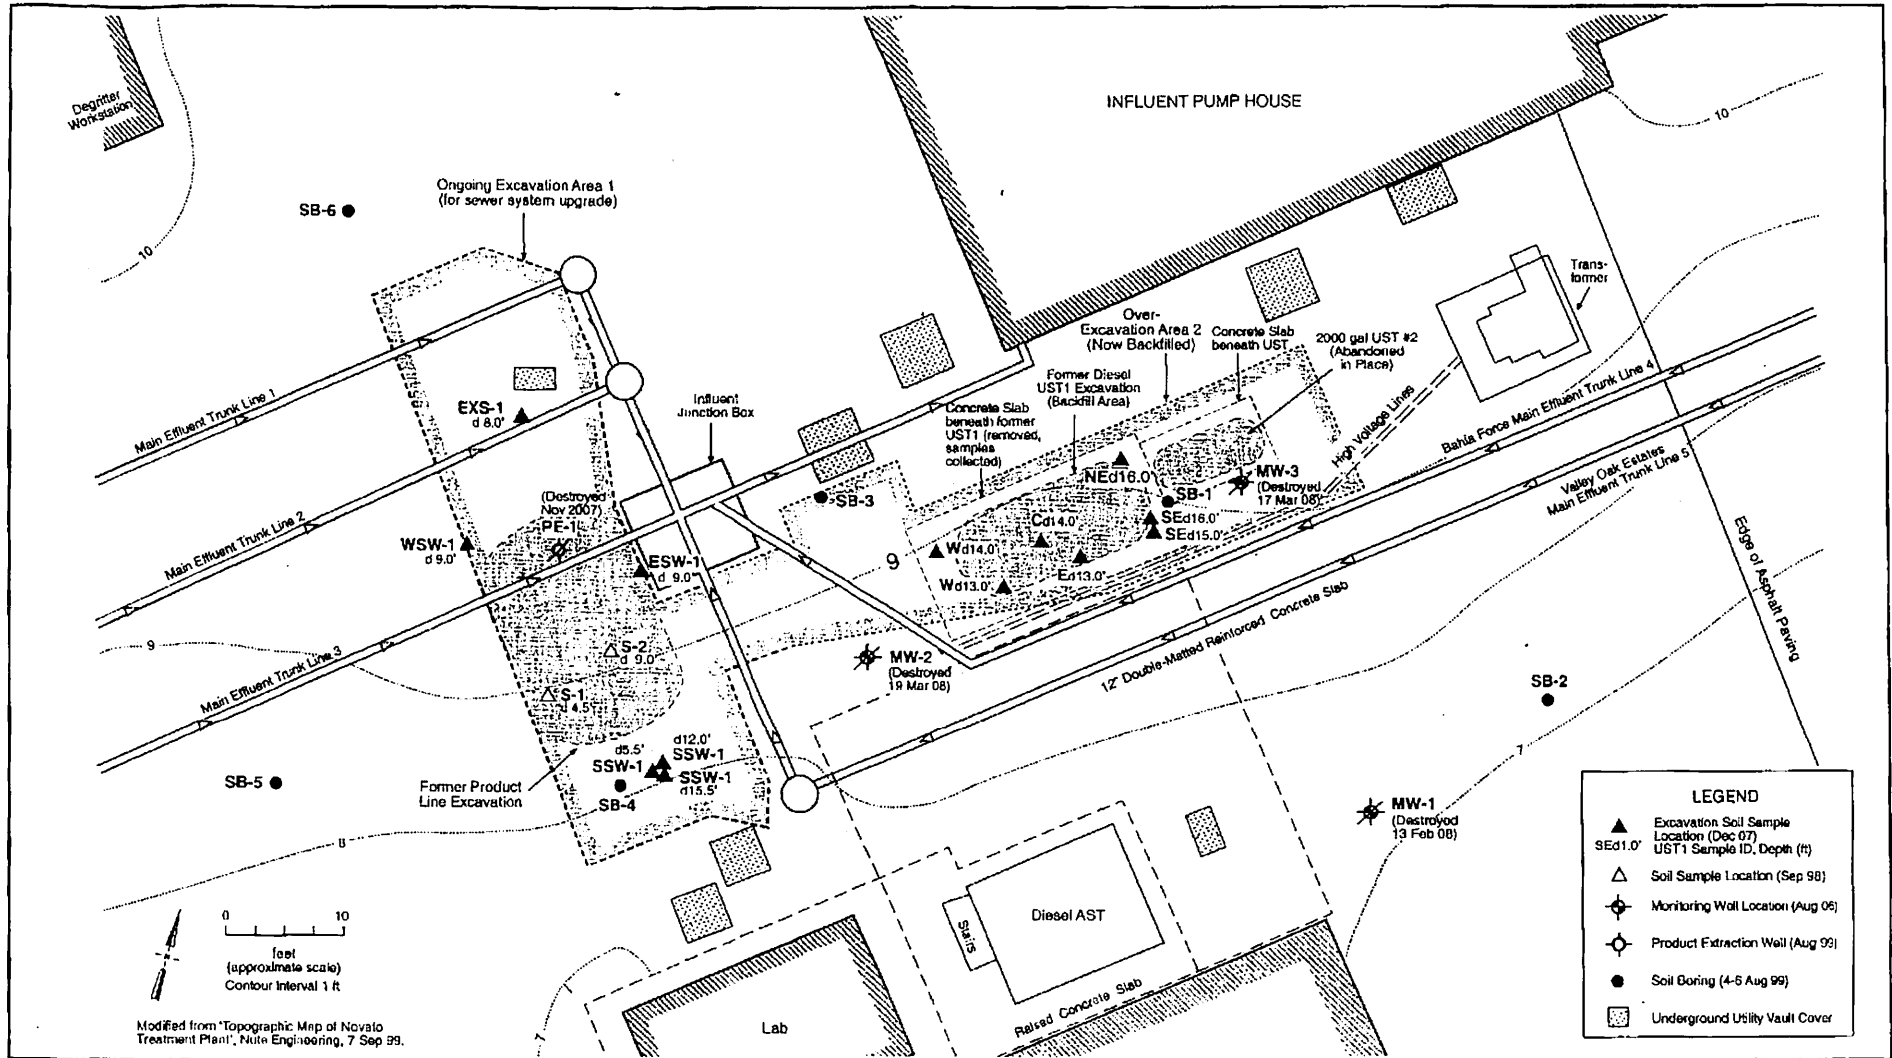 Degritter
Workstation
INFLUENT PUMP HOUSE
10
10
Ongoing Excavation Area 1
(for sewer system upgrade)
SB-6
Trans-
former
Over-
Excavation Area 2
(Now Backfilled)
Concrete Slab
beneath UST
2000 gal UST #2
(Abandoned
in Place)
Former Diesel
UST1 Excavation
(Backfill Area)
Concrete Slab
beneath former
UST1 (removed,
samples
collected)
Influent
Junction Box
Main Effluent Trunk Line 1
EXS-1
d 8.0'
High Voltage Lines
Bahia Force Main Effluent Trunk Line 4
Valley Oak Estates
Main Effluent Trunk Line 5
NEd16.0'
MW-3
(Destroyed
17 Mar 08)
SB-1
SB-3
SEd16.0'
SEd15.0'
Cd14.0'
Wd14.0'
Ed13.0'
Wd13.0'
9
(Destroyed
Nov 2007)
PE-1
WSW-1
d 9.0'
ESW-1
d 9.0'
Main Effluent Trunk Line 2
Edge of Asphalt Paving
12" Double-Matted Reinforced Concrete Slab
9
S-2
d 9.0'
MW-2
(Destroyed
19 Mar 08)
Main Effluent Trunk Line 3
S-1
d 4.5'
SB-2
7
d5.5'
SSW-1
d12.0'
SSW-1
SSW-1
d15.5'
SB-4
SB-5
Former Product
Line Excavation
8
MW-1
(Destroyed
13 Feb 08)
Diesel AST
Stairs
Raised Concrete Slab
Lab
7
0 10
feet
(approximate scale)
Contour Interval 1 ft
Modified from 'Topographic Map of Novato
Treatment Plant', Nute Engineering, 7 Sep 99.
LEGEND
Excavation Soil Sample
Location (Dec 07)
SEd1.0' UST1 Sample ID, Depth (ft)
Soil Sample Location (Sep 98)
Monitoring Well Location (Aug 06)
Product Extraction Well (Aug 99)
Soil Boring (4-6 Aug 99)
Underground Utility Vault Cover